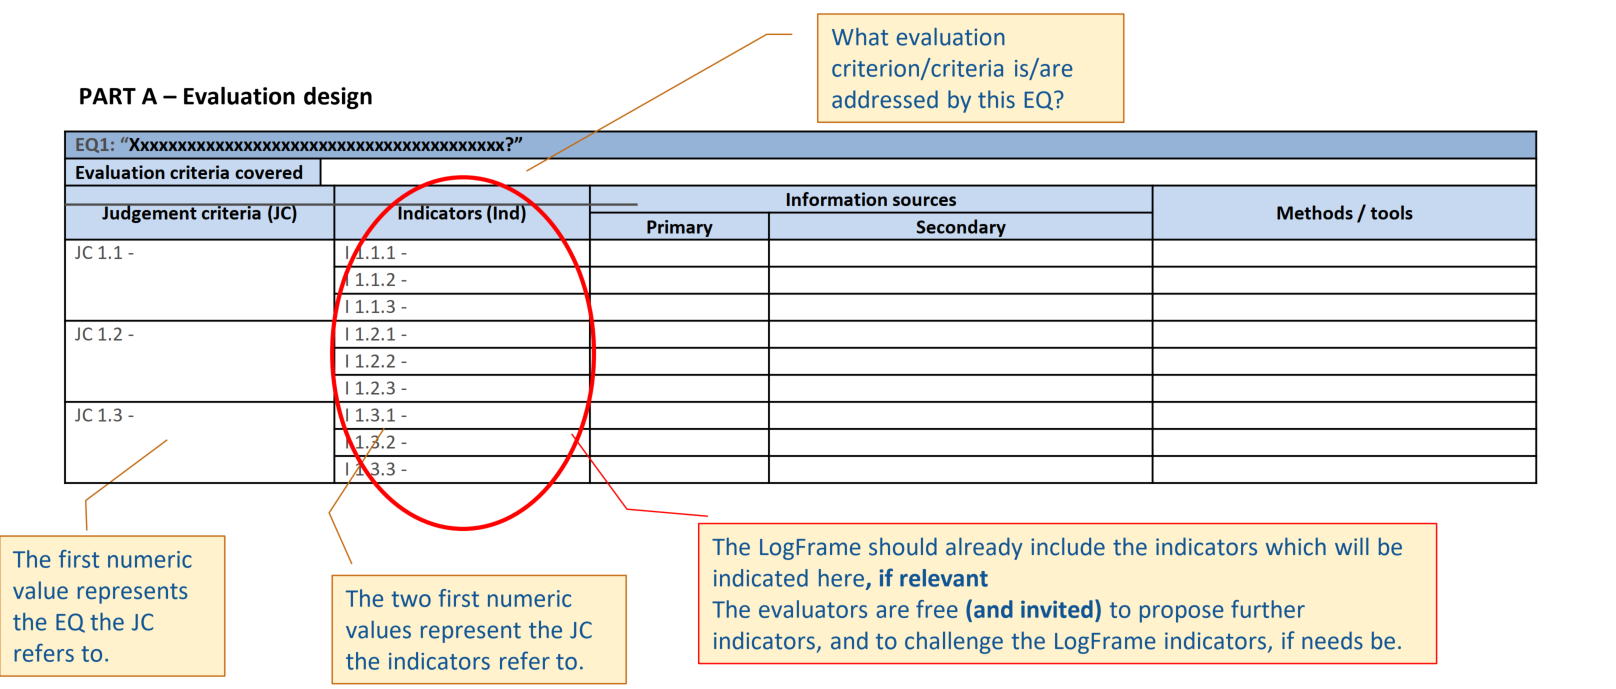 What evaluation
criterion/criteria is/are
addressed by this EQ?
PART A – Evaluation design
EQ1: “Xxxxxxxxxxxxxxxxxxxxxxxxxxxxxxxxxxxxxxxx?”
Evaluation criteria covered
Judgement criteria (JC)
Indicators (Ind)
Information sources
Methods / tools
Primary
Secondary
JC 1.1 -
I 1.1.1 -
I 1.1.2 -
I 1.1.3 -
JC 1.2 -
I 1.2.1 -
I 1.2.2 -
I 1.2.3 -
JC 1.3 -
I 1.3.1 -
I 1.3.2 -
I 1.3.3 -
The first numeric
value represents
the EQ the JC
refers to.
The two first numeric
values represent the JC
the indicators refer to.
The LogFrame should already include the indicators which will be
indicated here, if relevant
The evaluators are free (and invited) to propose further
indicators, and to challenge the LogFrame indicators, if needs be.